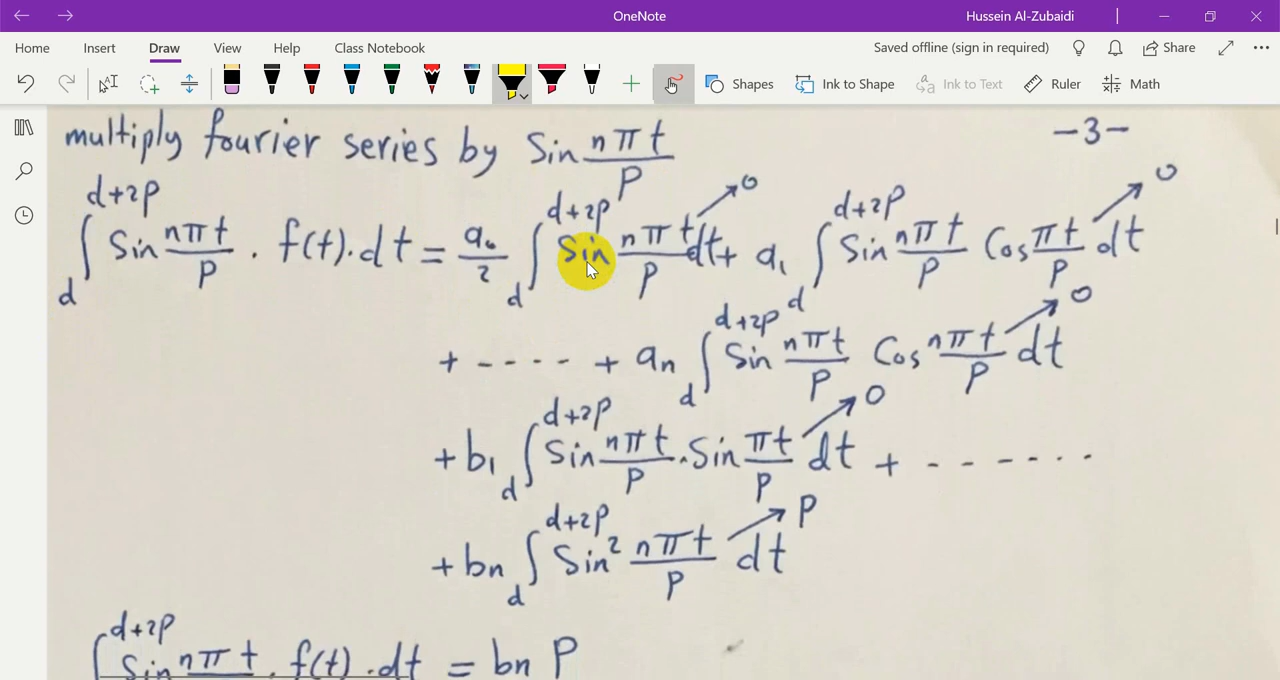 OneNote
Hussein Al-Zubaidi
Home Insert Draw View Help Class Notebook
Saved offline (sign in required) Share
Shapes Ink to Shape Ink to Text Ruler Math
multiply fourier series by Sin nπt/P -3-
∫_d^{d+2P} Sin nπt/P . f(t).dt = a₀/2 ∫_d^{d+2P} Sin nπt/P dt → 0 + a₁ ∫_d^{d+2P} Sin nπt/P Cos πt/P dt → 0
+ ---- + an ∫_d^{d+2P} Sin nπt/P Cos nπt/P dt → 0
+ b₁ ∫_d^{d+2P} Sin nπt/P . Sin πt/P dt → 0 + - - - - - - .
+ bn ∫_d^{d+2P} Sin² nπt/P dt → P
∫^{d+2P} Sin nπt . f(t) .dt = bn P